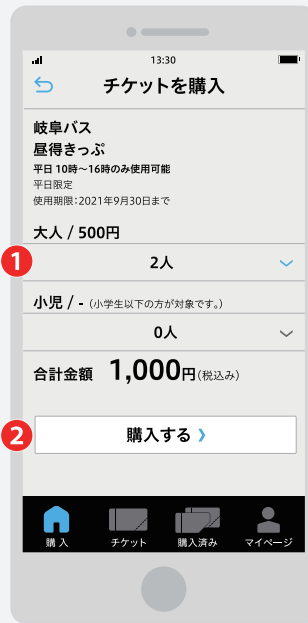 13:30
チケットを購入
岐阜バス
昼得きっぷ
平日 10時〜16時のみ使用可能
平日限定
使用期限：2021年9月30日まで
大人 / 500円
1
2人
小児 / - （小学生以下の方が対象です。）
0人
合計金額 1,000円（税込み）
2
購入する 》
購入 チケット 購入済み マイページ